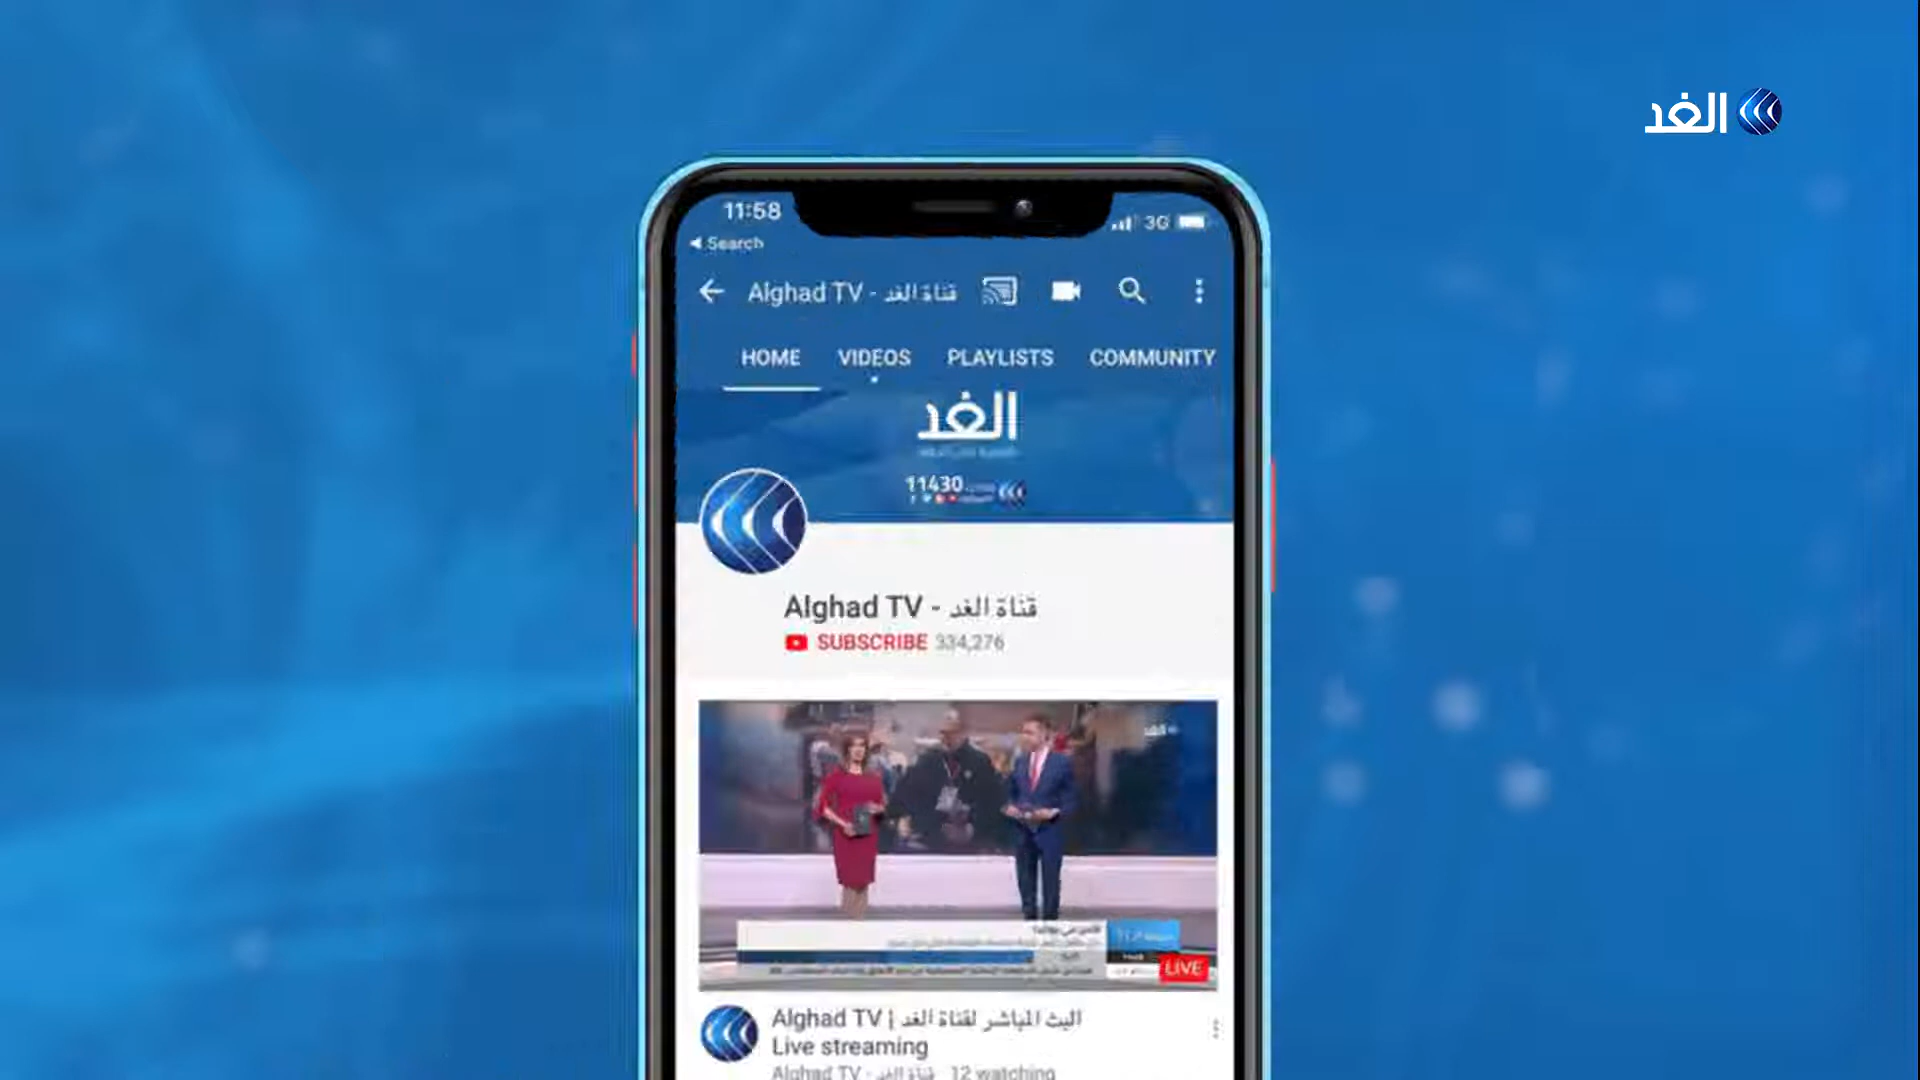 الغد
11:58
3G
Search
Alghad TV - قناة الغد
HOME VIDEOS PLAYLISTS COMMUNITY
الغد
11430
Alghad TV - قناة الغد
SUBSCRIBE 334,276
الغد
LIVE
Alghad TV | البث المباشر لقناة الغد
Live streaming
Alghad TV - قناة الغد 12 watching